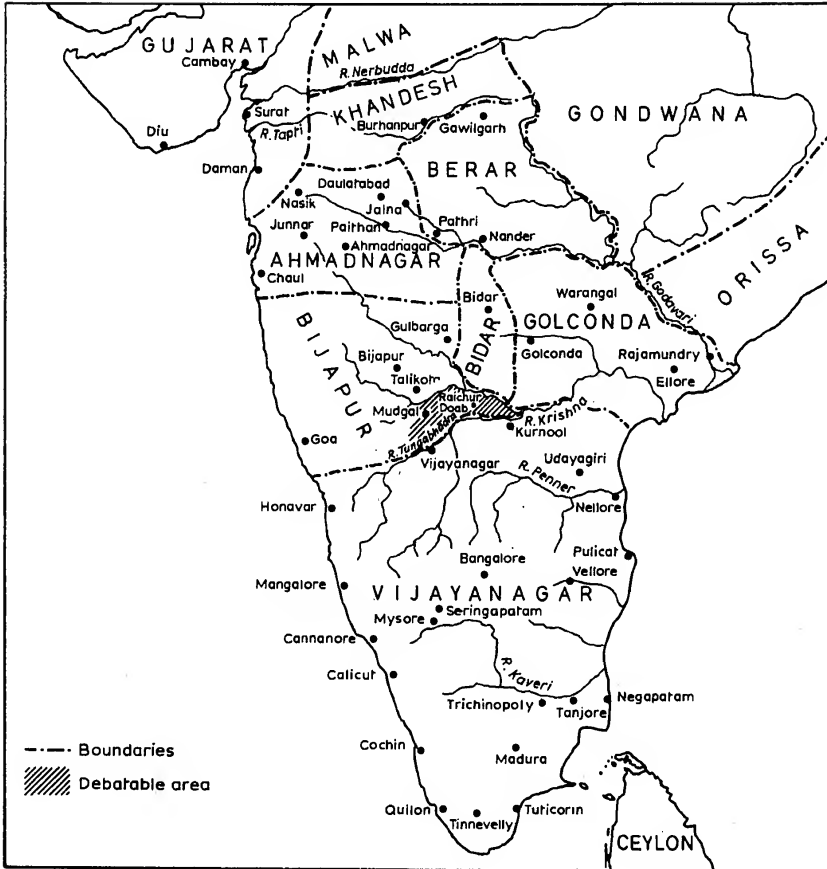 GUJARAT
Cambay
MALWA
R. Nerbudda
KHANDESH
Surat
R. Tapti
Burhanpur
Gawilgarh
GONDWANA
Diu
Daman
BERAR
Daulatabad
Nasik
Jalna
Junnar
Paithan
Pathri
Nander
Ahmadnagar
AHMADNAGAR
Chaul
ORISSA
R. Godavari
Bidar
Warangal
BIJAPUR
Gulbarga
BIDAR
GOLCONDA
Golconda
Bijapur
Rajamundry
Talikota
Ellore
Raichur
Doab
Mudgal
R. Krishna
Kurnool
Goa
R. Tungabhadra
Vijayanagar
Udayagiri
R. Penner
Nellore
Honavar
Pulicat
Bangalore
Vellore
Mangalore
VIJAYANAGAR
Seringapatam
Mysore
Cannanore
R. Kaveri
Calicut
Trichinopoly
Negapatam
Tanjore
Boundaries
Cochin
Madura
Debatable area
Quilon
Tinnevelly
Tuticorin
CEYLON